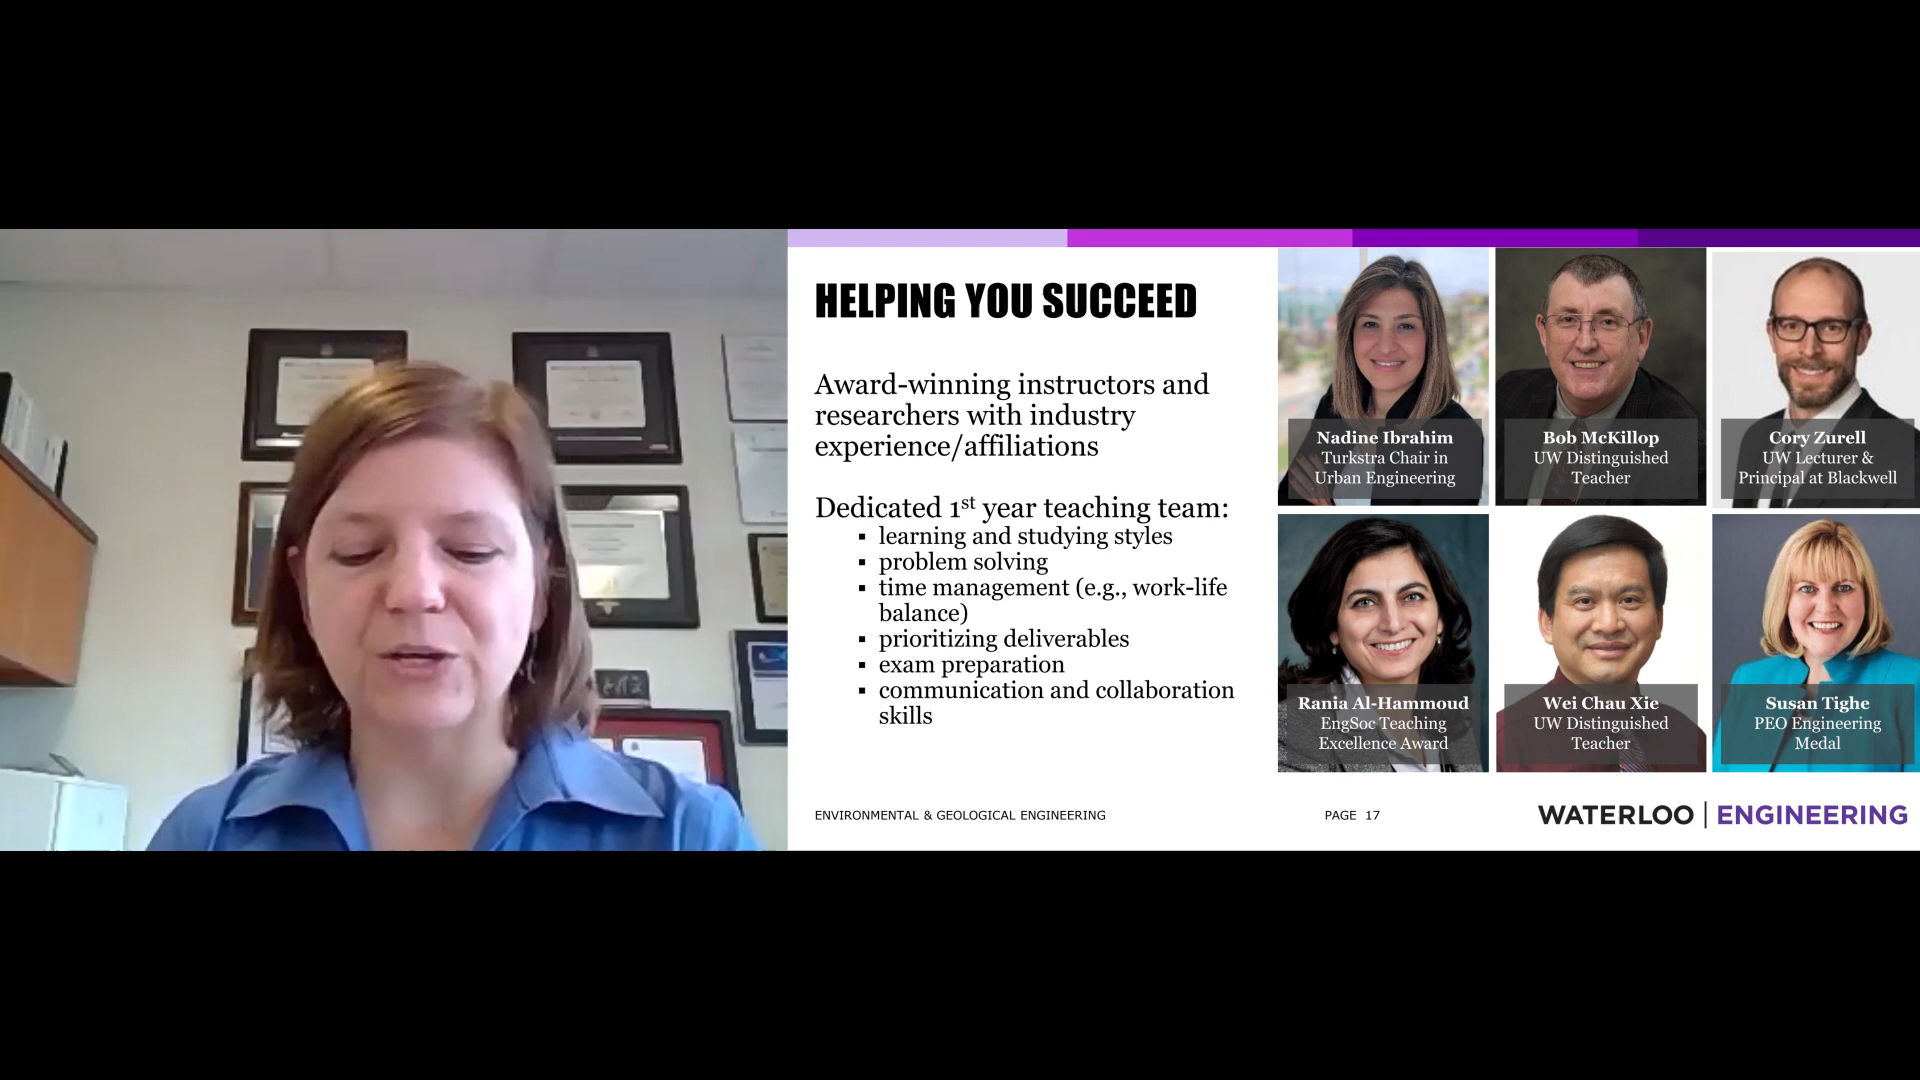 HELPING YOU SUCCEED
Award-winning instructors and
researchers with industry
experience/affiliations
Dedicated 1st year teaching team:
▪ learning and studying styles
▪ problem solving
▪ time management (e.g., work-life
balance)
▪ prioritizing deliverables
▪ exam preparation
▪ communication and collaboration
skills
Nadine Ibrahim
Turkstra Chair in
Urban Engineering
Bob McKillop
UW Distinguished
Teacher
Cory Zurell
UW Lecturer &
Principal at Blackwell
Rania Al-Hammoud
EngSoc Teaching
Excellence Award
Wei Chau Xie
UW Distinguished
Teacher
Susan Tighe
PEO Engineering
Medal
ENVIRONMENTAL & GEOLOGICAL ENGINEERING
PAGE 17
WATERLOO | ENGINEERING